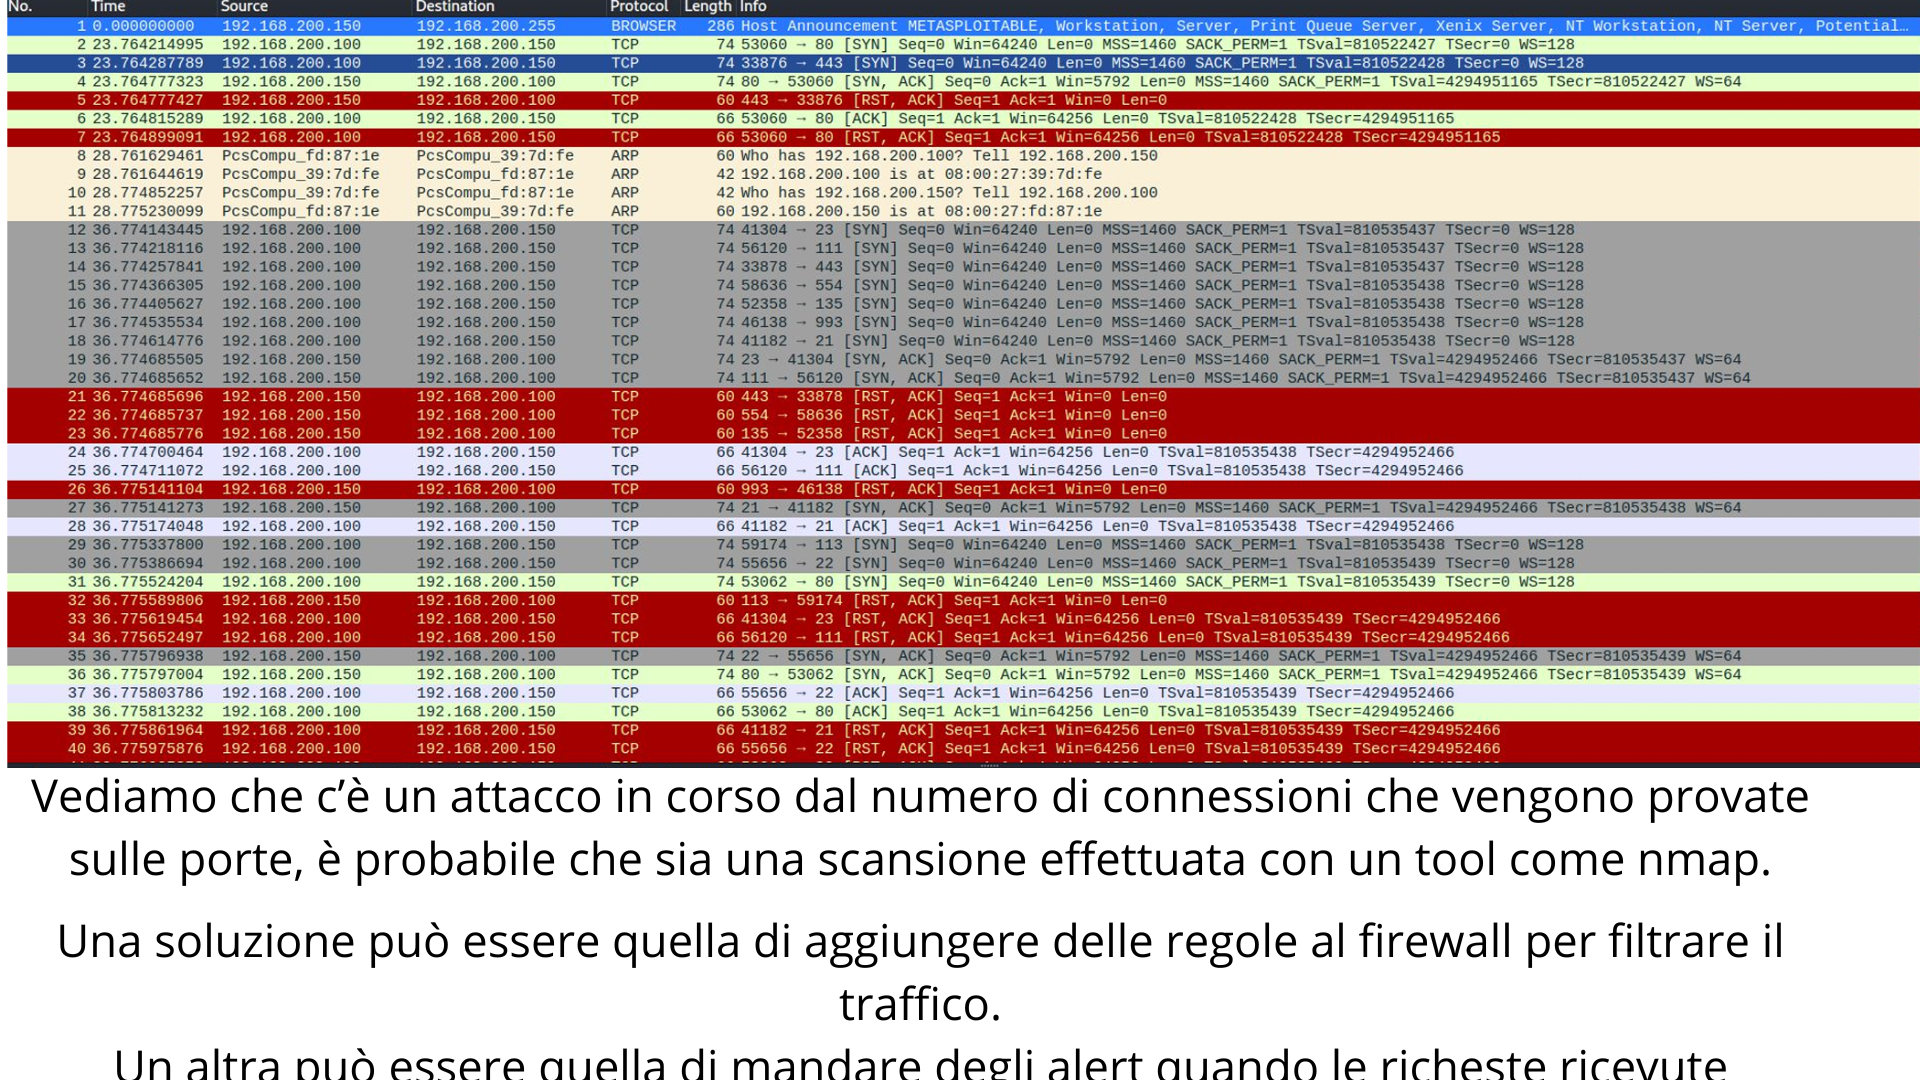 No. Time Source Destination Protocol Length Info
1 0.000000000 192.168.200.150 192.168.200.255 BROWSER 286 Host Announcement METASPLOITABLE, Workstation, Server, Print Queue Server, Xenix Server, NT Workstation, NT Server, Potential…
2 23.764214995 192.168.200.100 192.168.200.150 TCP 74 53060 → 80 [SYN] Seq=0 Win=64240 Len=0 MSS=1460 SACK_PERM=1 TSval=810522427 TSecr=0 WS=128
3 23.764287789 192.168.200.100 192.168.200.150 TCP 74 33876 → 443 [SYN] Seq=0 Win=64240 Len=0 MSS=1460 SACK_PERM=1 TSval=810522428 TSecr=0 WS=128
4 23.764777323 192.168.200.150 192.168.200.100 TCP 74 80 → 53060 [SYN, ACK] Seq=0 Ack=1 Win=5792 Len=0 MSS=1460 SACK_PERM=1 TSval=4294951165 TSecr=810522427 WS=64
5 23.764777427 192.168.200.150 192.168.200.100 TCP 60 443 → 33876 [RST, ACK] Seq=1 Ack=1 Win=0 Len=0
6 23.764815289 192.168.200.100 192.168.200.150 TCP 66 53060 → 80 [ACK] Seq=1 Ack=1 Win=64256 Len=0 TSval=810522428 TSecr=4294951165
7 23.764899091 192.168.200.100 192.168.200.150 TCP 66 53060 → 80 [RST, ACK] Seq=1 Ack=1 Win=64256 Len=0 TSval=810522428 TSecr=4294951165
8 28.761629461 PcsCompu_fd:87:1e PcsCompu_39:7d:fe ARP 60 Who has 192.168.200.100? Tell 192.168.200.150
9 28.761644619 PcsCompu_39:7d:fe PcsCompu_fd:87:1e ARP 42 192.168.200.100 is at 08:00:27:39:7d:fe
10 28.774852257 PcsCompu_39:7d:fe PcsCompu_fd:87:1e ARP 42 Who has 192.168.200.150? Tell 192.168.200.100
11 28.775230099 PcsCompu_fd:87:1e PcsCompu_39:7d:fe ARP 60 192.168.200.150 is at 08:00:27:fd:87:1e
12 36.774143445 192.168.200.100 192.168.200.150 TCP 74 41304 → 23 [SYN] Seq=0 Win=64240 Len=0 MSS=1460 SACK_PERM=1 TSval=810535437 TSecr=0 WS=128
13 36.774218116 192.168.200.100 192.168.200.150 TCP 74 56120 → 111 [SYN] Seq=0 Win=64240 Len=0 MSS=1460 SACK_PERM=1 TSval=810535437 TSecr=0 WS=128
14 36.774257841 192.168.200.100 192.168.200.150 TCP 74 33878 → 443 [SYN] Seq=0 Win=64240 Len=0 MSS=1460 SACK_PERM=1 TSval=810535437 TSecr=0 WS=128
15 36.774366305 192.168.200.100 192.168.200.150 TCP 74 58636 → 554 [SYN] Seq=0 Win=64240 Len=0 MSS=1460 SACK_PERM=1 TSval=810535438 TSecr=0 WS=128
16 36.774405627 192.168.200.100 192.168.200.150 TCP 74 52358 → 135 [SYN] Seq=0 Win=64240 Len=0 MSS=1460 SACK_PERM=1 TSval=810535438 TSecr=0 WS=128
17 36.774535534 192.168.200.100 192.168.200.150 TCP 74 46138 → 993 [SYN] Seq=0 Win=64240 Len=0 MSS=1460 SACK_PERM=1 TSval=810535438 TSecr=0 WS=128
18 36.774614776 192.168.200.100 192.168.200.150 TCP 74 41182 → 21 [SYN] Seq=0 Win=64240 Len=0 MSS=1460 SACK_PERM=1 TSval=810535438 TSecr=0 WS=128
19 36.774685505 192.168.200.150 192.168.200.100 TCP 74 23 → 41304 [SYN, ACK] Seq=0 Ack=1 Win=5792 Len=0 MSS=1460 SACK_PERM=1 TSval=4294952466 TSecr=810535437 WS=64
20 36.774685652 192.168.200.150 192.168.200.100 TCP 74 111 → 56120 [SYN, ACK] Seq=0 Ack=1 Win=5792 Len=0 MSS=1460 SACK_PERM=1 TSval=4294952466 TSecr=810535437 WS=64
21 36.774685696 192.168.200.150 192.168.200.100 TCP 60 443 → 33878 [RST, ACK] Seq=1 Ack=1 Win=0 Len=0
22 36.774685737 192.168.200.150 192.168.200.100 TCP 60 554 → 58636 [RST, ACK] Seq=1 Ack=1 Win=0 Len=0
23 36.774685776 192.168.200.150 192.168.200.100 TCP 60 135 → 52358 [RST, ACK] Seq=1 Ack=1 Win=0 Len=0
24 36.774700464 192.168.200.100 192.168.200.150 TCP 66 41304 → 23 [ACK] Seq=1 Ack=1 Win=64256 Len=0 TSval=810535438 TSecr=4294952466
25 36.774711072 192.168.200.100 192.168.200.150 TCP 66 56120 → 111 [ACK] Seq=1 Ack=1 Win=64256 Len=0 TSval=810535438 TSecr=4294952466
26 36.775141104 192.168.200.150 192.168.200.100 TCP 60 993 → 46138 [RST, ACK] Seq=1 Ack=1 Win=0 Len=0
27 36.775141273 192.168.200.150 192.168.200.100 TCP 74 21 → 41182 [SYN, ACK] Seq=0 Ack=1 Win=5792 Len=0 MSS=1460 SACK_PERM=1 TSval=4294952466 TSecr=810535438 WS=64
28 36.775174048 192.168.200.100 192.168.200.150 TCP 66 41182 → 21 [ACK] Seq=1 Ack=1 Win=64256 Len=0 TSval=810535438 TSecr=4294952466
29 36.775337800 192.168.200.100 192.168.200.150 TCP 74 59174 → 113 [SYN] Seq=0 Win=64240 Len=0 MSS=1460 SACK_PERM=1 TSval=810535438 TSecr=0 WS=128
30 36.775386694 192.168.200.100 192.168.200.150 TCP 74 55656 → 22 [SYN] Seq=0 Win=64240 Len=0 MSS=1460 SACK_PERM=1 TSval=810535439 TSecr=0 WS=128
31 36.775524204 192.168.200.100 192.168.200.150 TCP 74 53062 → 80 [SYN] Seq=0 Win=64240 Len=0 MSS=1460 SACK_PERM=1 TSval=810535439 TSecr=0 WS=128
32 36.775589806 192.168.200.150 192.168.200.100 TCP 60 113 → 59174 [RST, ACK] Seq=1 Ack=1 Win=0 Len=0
33 36.775619454 192.168.200.100 192.168.200.150 TCP 66 41304 → 23 [RST, ACK] Seq=1 Ack=1 Win=64256 Len=0 TSval=810535439 TSecr=4294952466
34 36.775652497 192.168.200.100 192.168.200.150 TCP 66 56120 → 111 [RST, ACK] Seq=1 Ack=1 Win=64256 Len=0 TSval=810535439 TSecr=4294952466
35 36.775796938 192.168.200.150 192.168.200.100 TCP 74 22 → 55656 [SYN, ACK] Seq=0 Ack=1 Win=5792 Len=0 MSS=1460 SACK_PERM=1 TSval=4294952466 TSecr=810535439 WS=64
36 36.775797004 192.168.200.150 192.168.200.100 TCP 74 80 → 53062 [SYN, ACK] Seq=0 Ack=1 Win=5792 Len=0 MSS=1460 SACK_PERM=1 TSval=4294952466 TSecr=810535439 WS=64
37 36.775803786 192.168.200.100 192.168.200.150 TCP 66 55656 → 22 [ACK] Seq=1 Ack=1 Win=64256 Len=0 TSval=810535439 TSecr=4294952466
38 36.775813232 192.168.200.100 192.168.200.150 TCP 66 53062 → 80 [ACK] Seq=1 Ack=1 Win=64256 Len=0 TSval=810535439 TSecr=4294952466
39 36.775861964 192.168.200.100 192.168.200.150 TCP 66 41182 → 21 [RST, ACK] Seq=1 Ack=1 Win=64256 Len=0 TSval=810535439 TSecr=4294952466
40 36.775975876 192.168.200.100 192.168.200.150 TCP 66 55656 → 22 [RST, ACK] Seq=1 Ack=1 Win=64256 Len=0 TSval=810535439 TSecr=4294952466
Vediamo che c’è un attacco in corso dal numero di connessioni che vengono provate
sulle porte, è probabile che sia una scansione effettuata con un tool come nmap.
Una soluzione può essere quella di aggiungere delle regole al firewall per filtrare il
traffico.
Un altra può essere quella di mandare degli alert quando le richeste ricevute